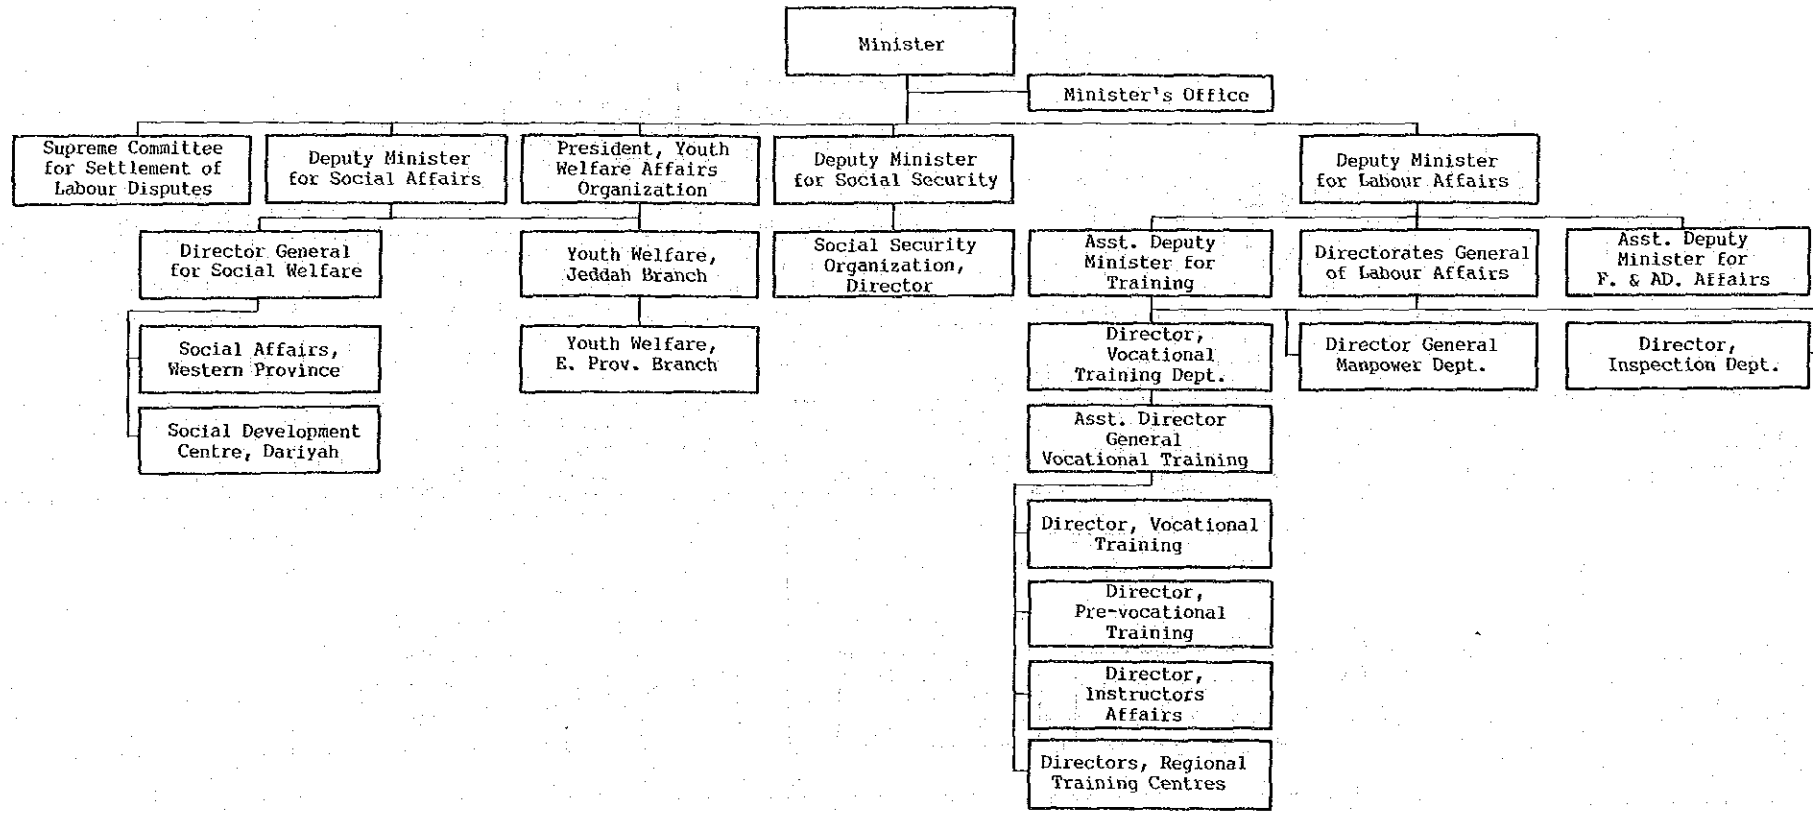 Minister
Minister's Office
Supreme Committee
for Settlement of
Labour Disputes
Deputy Minister
for Social Affairs
President, Youth
Welfare Affairs
Organization
Deputy Minister
for Social Security
Deputy Minister
for Labour Affairs
Director General
for Social Welfare
Youth Welfare,
Jeddah Branch
Social Security
Organization,
Director
Asst. Deputy
Minister for
Training
Directorates General
of Labour Affairs
Asst. Deputy
Minister for
F. & AD. Affairs
Social Affairs,
Western Province
Youth Welfare,
E. Prov. Branch
Director,
Vocational
Training Dept.
Director General
Manpower Dept.
Director,
Inspection Dept.
Social Development
Centre, Dariyah
Asst. Director
General
Vocational Training
Director, Vocational
Training
Director,
Pre-vocational
Training
Director,
Instructors
Affairs
Directors, Regional
Training Centres